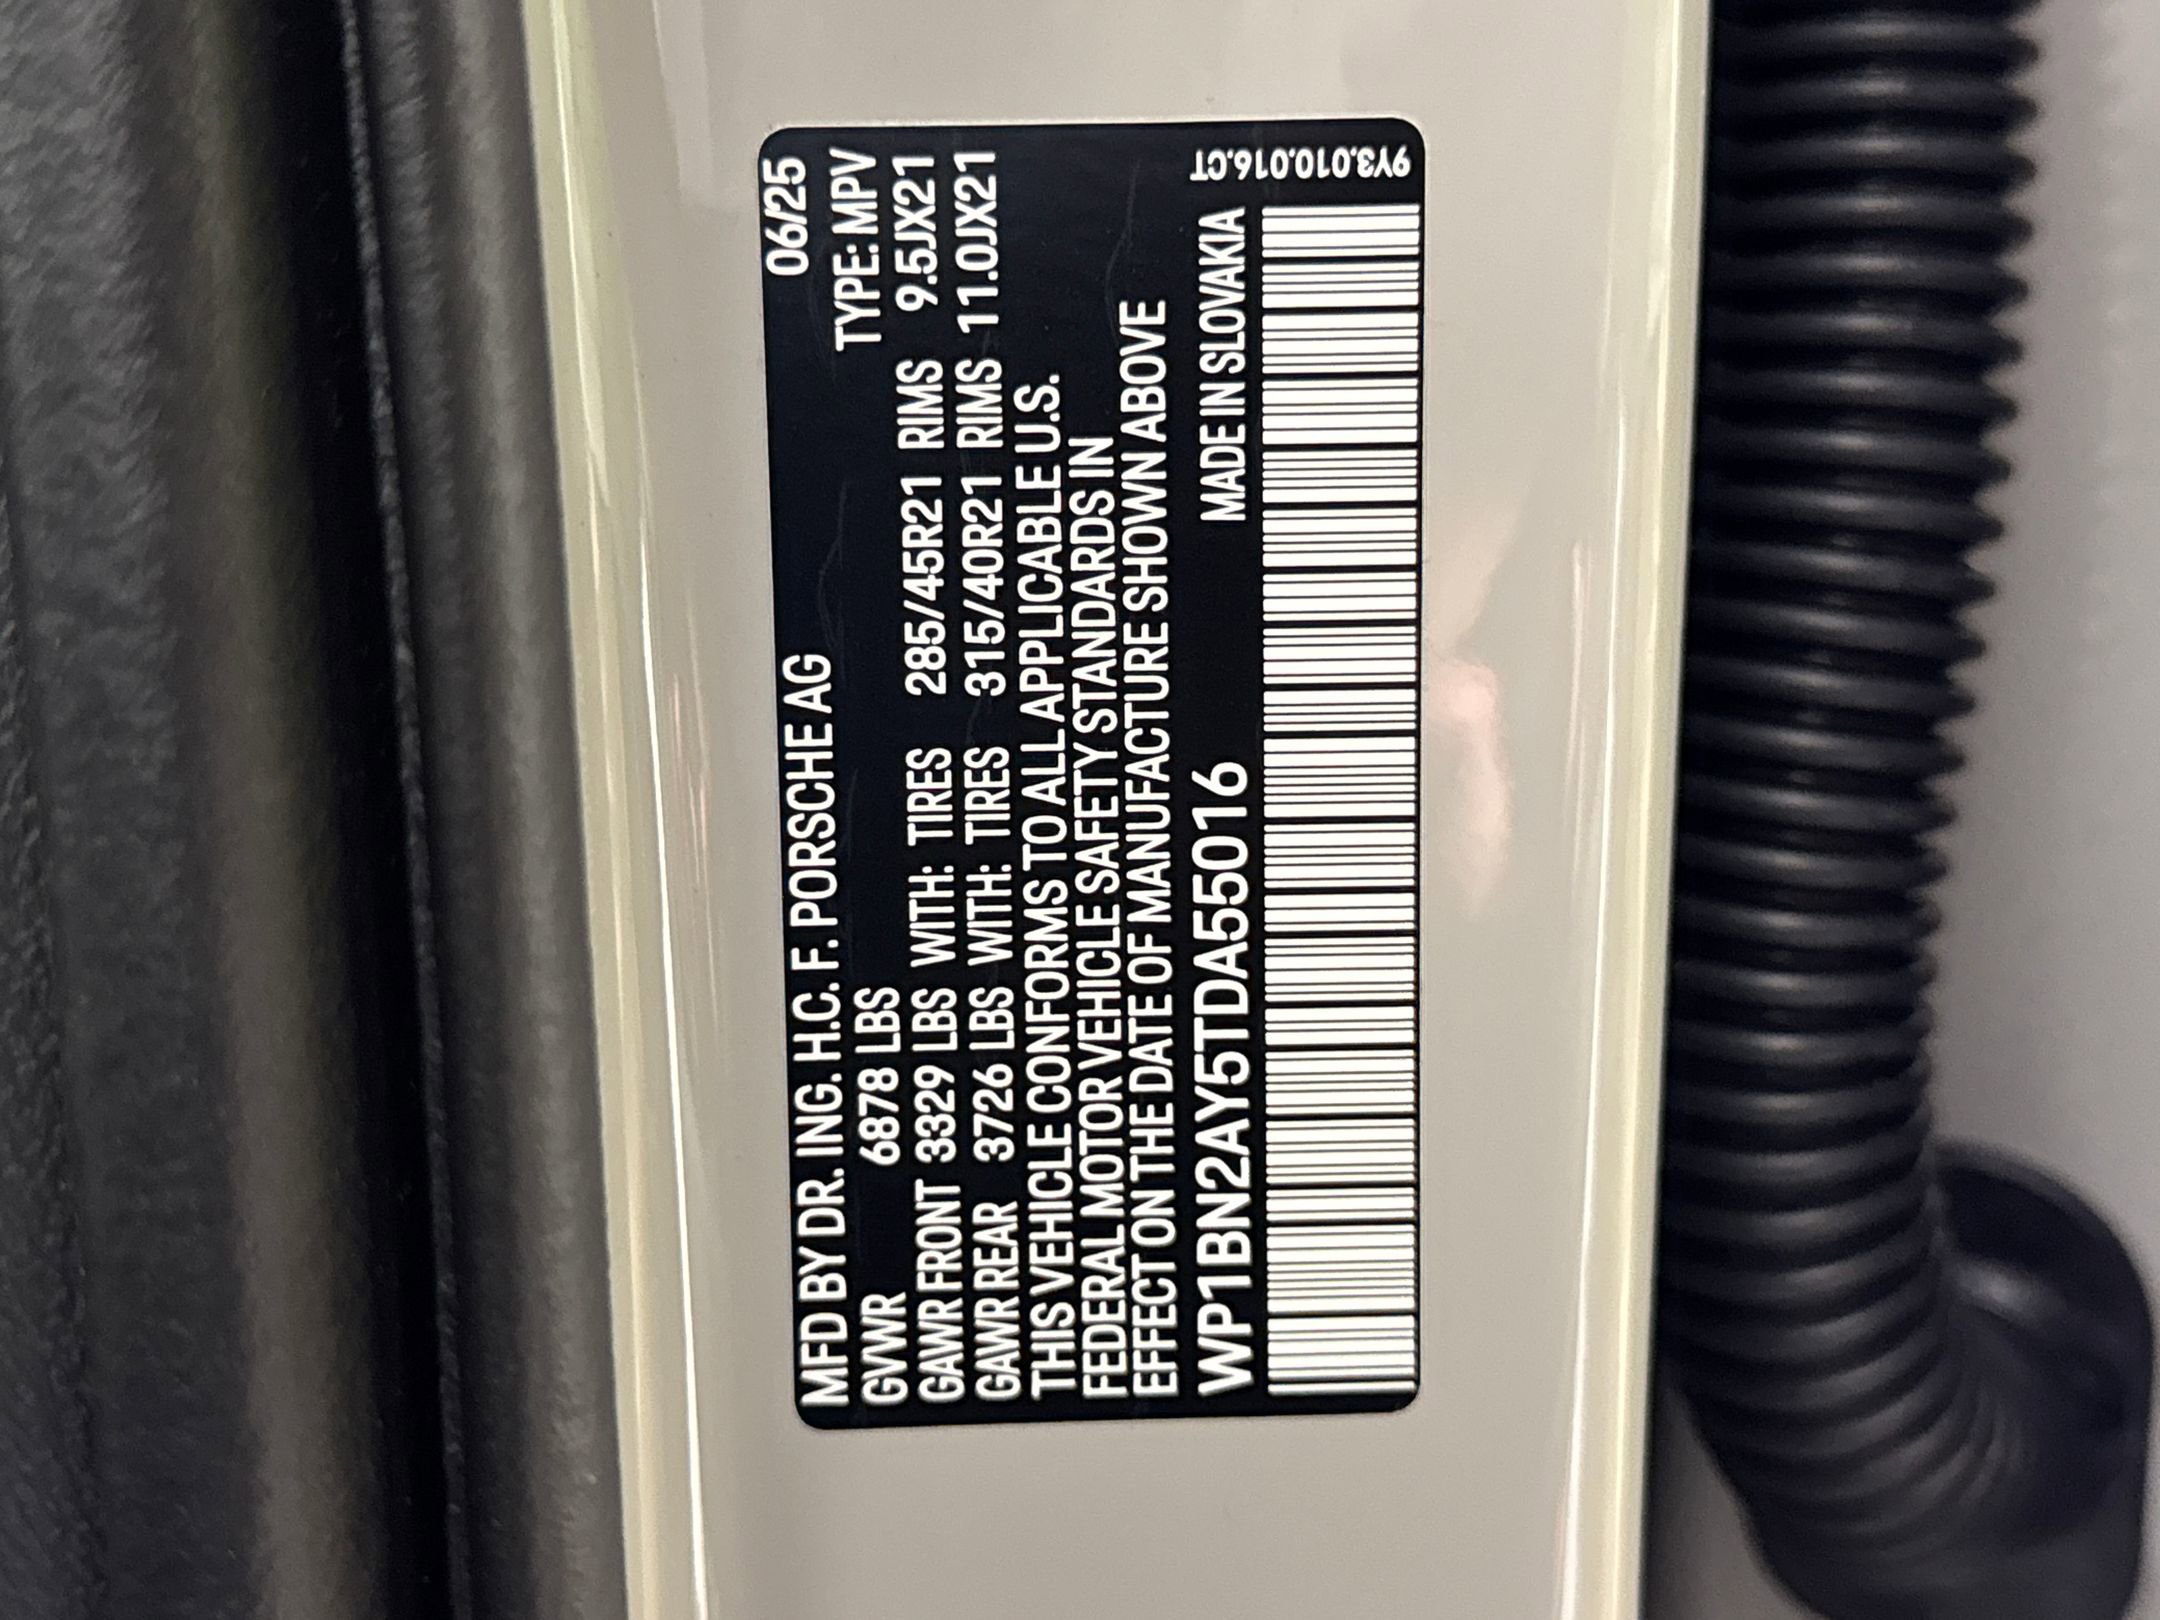 MFD BY DR. ING. H.C. F. PORSCHE AG 06/25
GVWR 6878 LBS TYPE: MPV
GAWR FRONT 3329 LBS WITH: TIRES 285/45R21 RIMS 9.5JX21
GAWR REAR 3726 LBS WITH: TIRES 315/40R21 RIMS 11.0JX21
THIS VEHICLE CONFORMS TO ALL APPLICABLE U.S.
FEDERAL MOTOR VEHICLE SAFETY STANDARDS IN
EFFECT ON THE DATE OF MANUFACTURE SHOWN ABOVE
WP1BN2AY5TDA55016 MADE IN SLOVAKIA
9Y3.010.016.CT